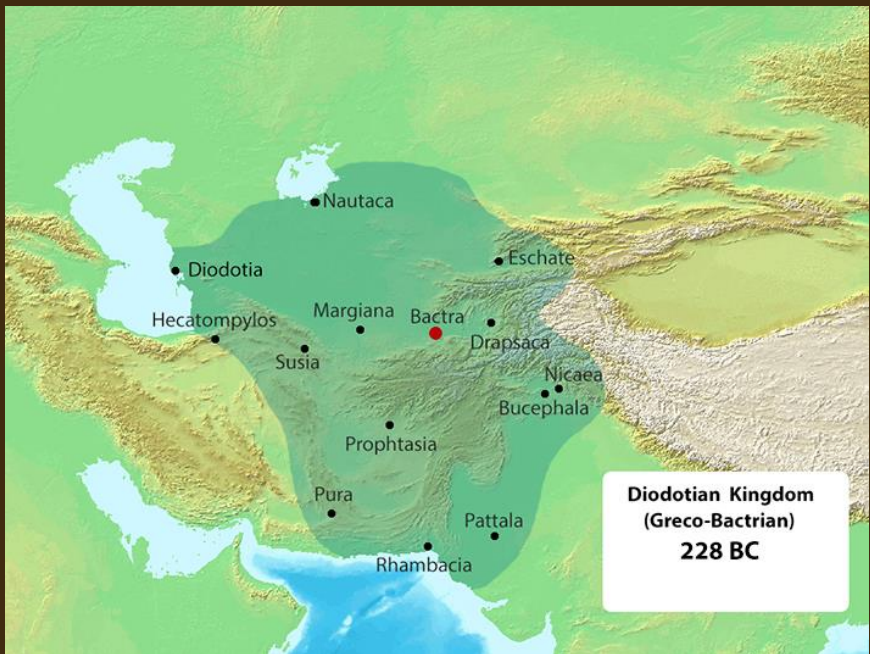 Nautaca
Eschate
Diodotia
Hecatompylos
Margiana
Bactra
Drapsaca
Susia
Nicaea
Bucephala
Prophtasia
Pura
Pattala
Rhambacia
Diodotian Kingdom
(Greco-Bactrian)
228 BC